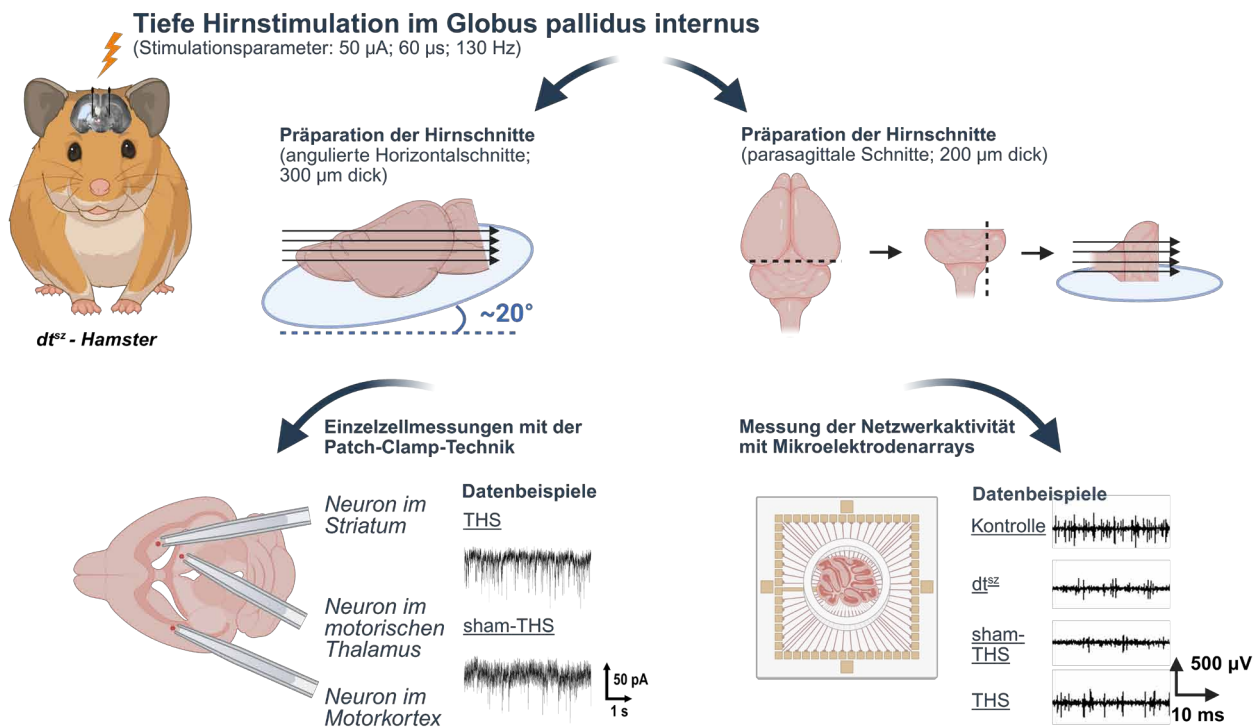 Tiefe Hirnstimulation im Globus pallidus internus
(Stimulationsparameter: 50 µA; 60 µs; 130 Hz)
dtˢᶻ - Hamster
Präparation der Hirnschnitte
(angulierte Horizontalschnitte;
300 µm dick)
~20°
Präparation der Hirnschnitte
(parasagittale Schnitte; 200 µm dick)
Einzelzellmessungen mit der
Patch-Clamp-Technik
Neuron im
Striatum
Neuron im
motorischen
Thalamus
Neuron im
Motorkortex
Datenbeispiele
THS
sham-THS
50 pA
1 s
Messung der Netzwerkaktivität
mit Mikroelektrodenarrays
Datenbeispiele
Kontrolle
dtˢᶻ
sham-
THS
THS
500 µV
10 ms